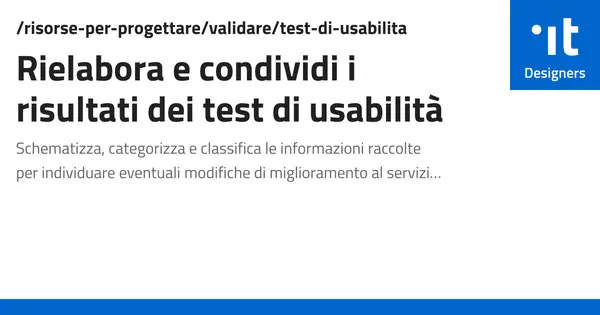 /risorse-per-progettare/validare/test-di-usabilita
Rielabora e condividi i
risultati dei test di usabilità
Schematizza, categorizza e classifica le informazioni raccolte
per individuare eventuali modifiche di miglioramento al servizi…
.it
Designers